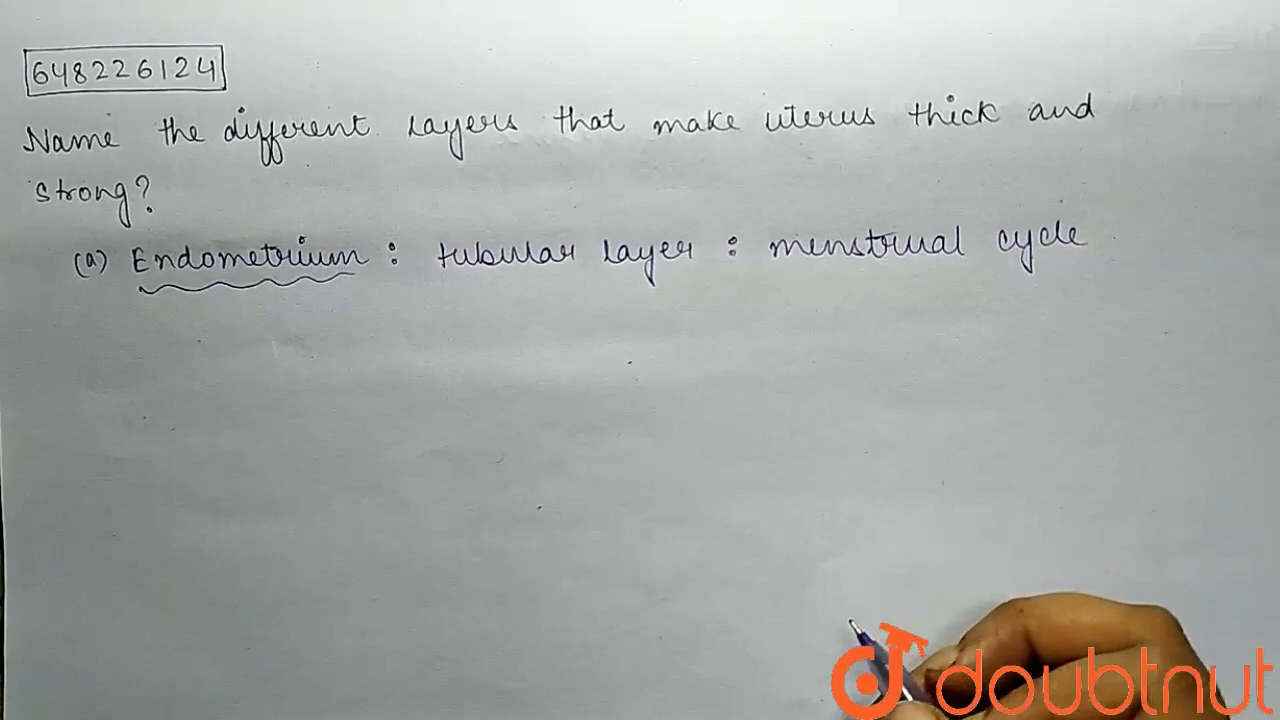 648226124
Name the different layers that make uterus thick and
strong?
(a) Endometrium : tubular layer : menstrual cycle
doubtnut